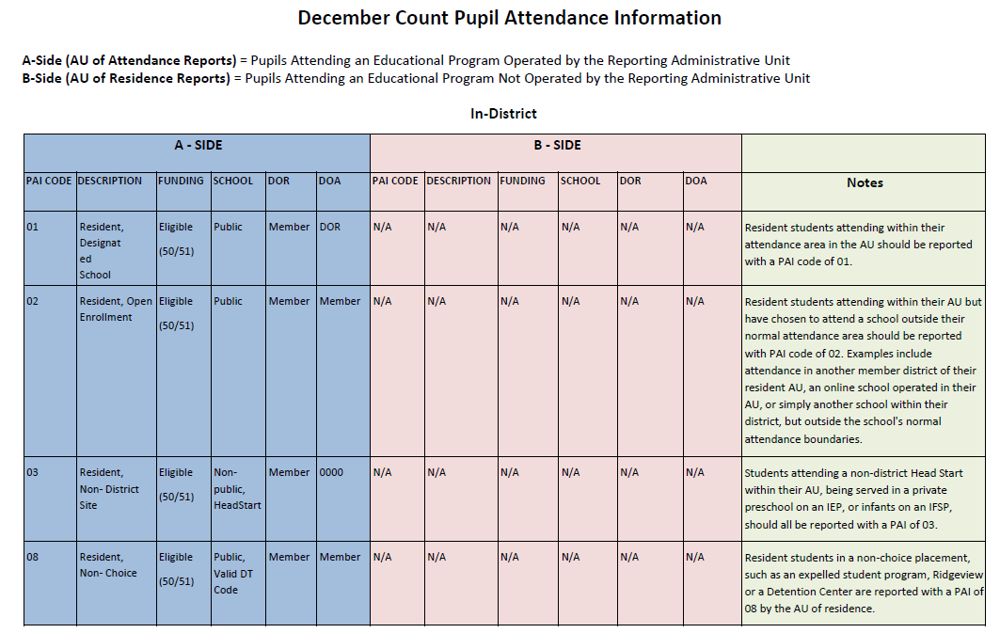 December Count Pupil Attendance Information
A-Side (AU of Attendance Reports) = Pupils Attending an Educational Program Operated by the Reporting Administrative Unit
B-Side (AU of Residence Reports) = Pupils Attending an Educational Program Not Operated by the Reporting Administrative Unit
In-District
A - SIDE
B - SIDE
PAI CODE DESCRIPTION FUNDING SCHOOL DOR DOA PAI CODE DESCRIPTION FUNDING SCHOOL DOR DOA Notes
01
Resident,
Designat
ed
School
Eligible
(50/51)
Public
Member
DOR
N/A
N/A
N/A
N/A
N/A
N/A
Resident students attending within their
attendance area in the AU should be reported
with a PAI code of 01.
02
Resident, Open
Enrollment
Eligible
(50/51)
Public
Member
Member
N/A
N/A
N/A
N/A
N/A
N/A
Resident students attending within their AU but
have chosen to attend a school outside their
normal attendance area should be reported
with PAI code of 02. Examples include
attendance in another member district of their
resident AU, an online school operated in their
AU, or simply another school within their
district, but outside the school's normal
attendance boundaries.
03
Resident,
Non- District
Site
Eligible
(50/51)
Non-
public,
HeadStart
Member
0000
N/A
N/A
N/A
N/A
N/A
N/A
Students attending a non-district Head Start
within their AU, being served in a private
preschool on an IEP, or infants on an IFSP,
should all be reported with a PAI of 03.
08
Resident,
Non- Choice
Eligible
(50/51)
Public,
Valid DT
Code
Member
Member
N/A
N/A
N/A
N/A
N/A
N/A
Resident students in a non-choice placement,
such as an expelled student program, Ridgeview
or a Detention Center are reported with a PAI of
08 by the AU of residence.